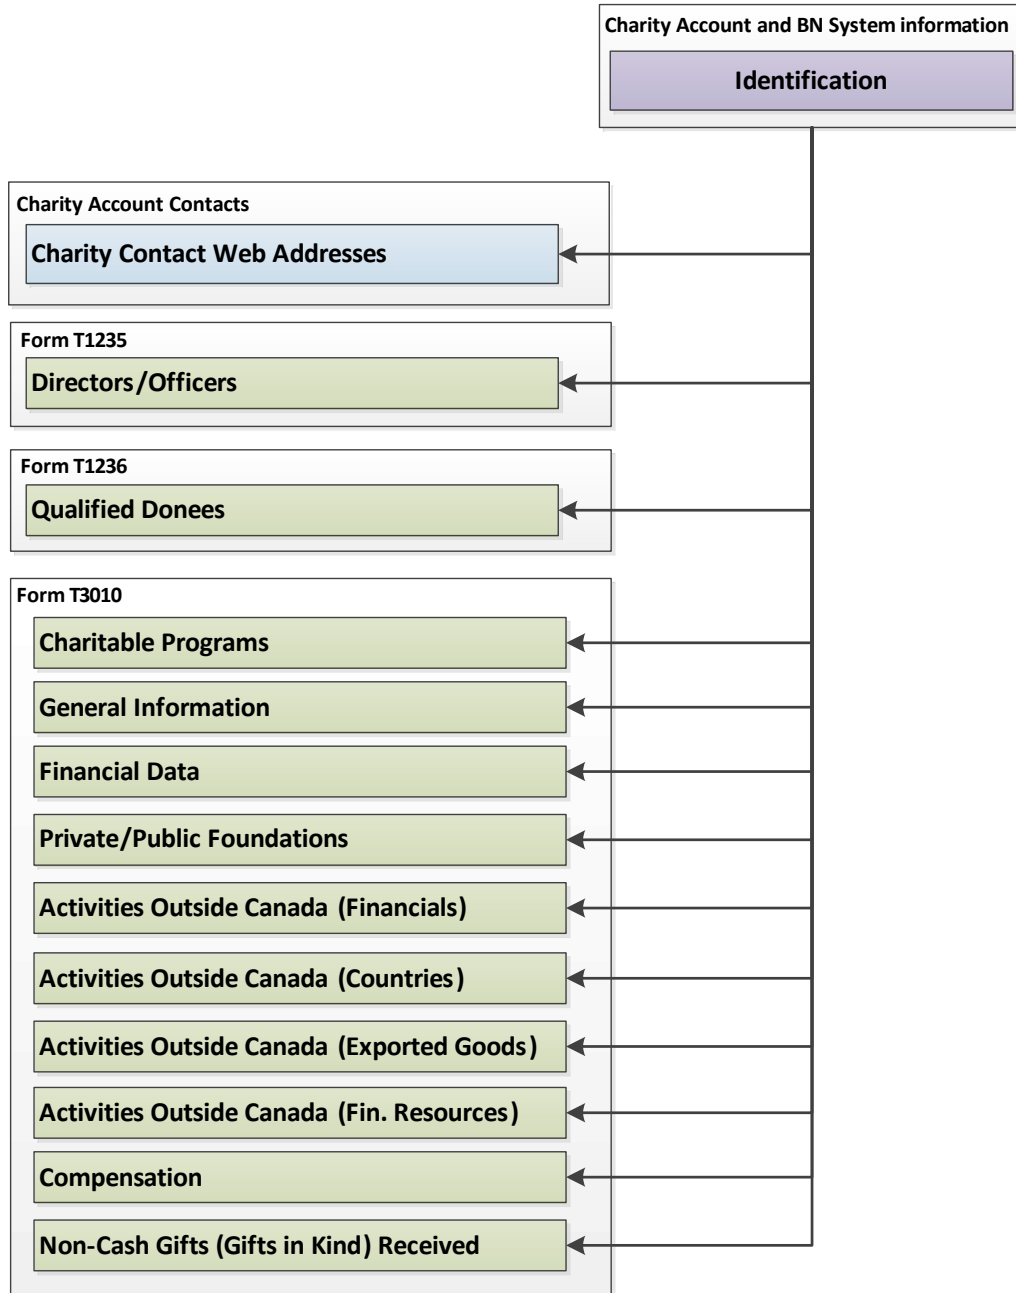 Charity Account and BN System information
Identification
Charity Account Contacts
Charity Contact Web Addresses
Form T1235
Directors/Officers
Form T1236
Qualified Donees
Form T3010
Charitable Programs
General Information
Financial Data
Private/Public Foundations
Activities Outside Canada (Financials)
Activities Outside Canada (Countries)
Activities Outside Canada (Exported Goods)
Activities Outside Canada (Fin. Resources)
Compensation
Non-Cash Gifts (Gifts in Kind) Received